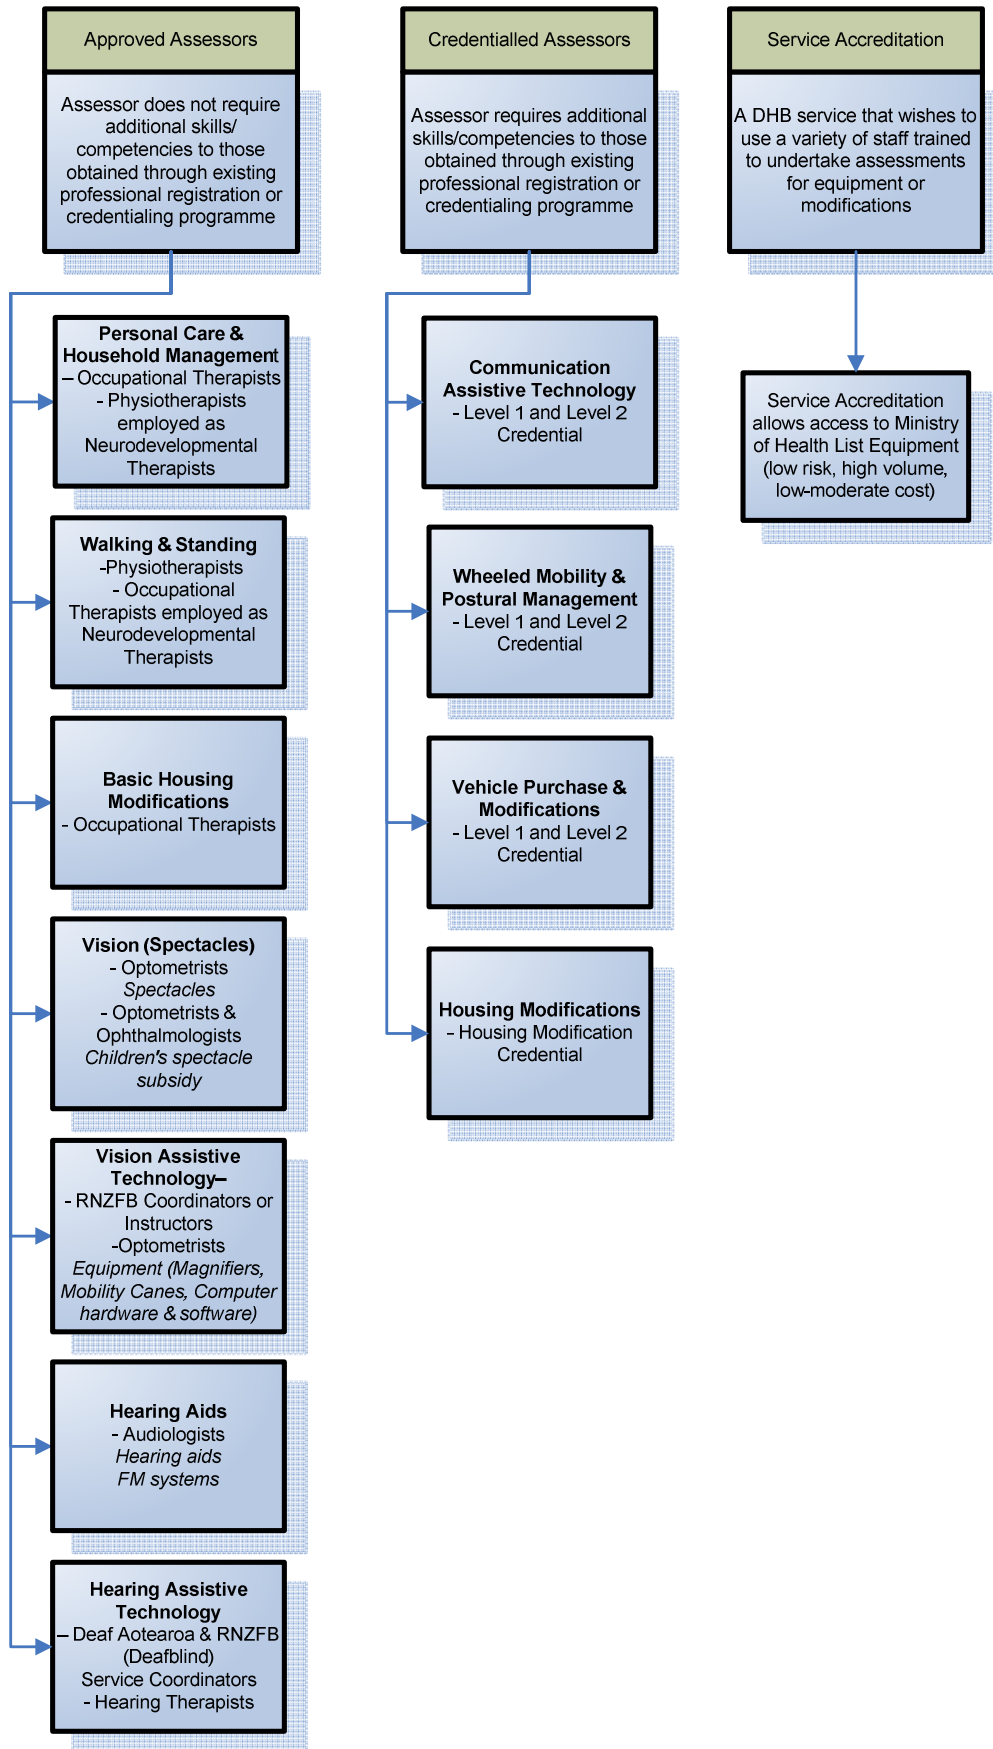 Approved Assessors
Assessor does not require
additional skills/
competencies to those
obtained through existing
professional registration or
credentialing programme
Personal Care &
Household Management
– Occupational Therapists
- Physiotherapists
employed as
Neurodevelopmental
Therapists
Walking & Standing
-Physiotherapists
- Occupational
Therapists employed as
Neurodevelopmental
Therapists
Basic Housing
Modifications
- Occupational Therapists
Vision (Spectacles)
- Optometrists
Spectacles
- Optometrists &
Ophthalmologists
Children's spectacle
subsidy
Vision Assistive
Technology–
- RNZFB Coordinators or
Instructors
-Optometrists
Equipment (Magnifiers,
Mobility Canes, Computer
hardware & software)
Hearing Aids
- Audiologists
Hearing aids
FM systems
Hearing Assistive
Technology
– Deaf Aotearoa & RNZFB
(Deafblind)
Service Coordinators
- Hearing Therapists
Credentialled Assessors
Assessor requires additional
skills/competencies to those
obtained through existing
professional registration or
credentialing programme
Communication
Assistive Technology
- Level 1 and Level 2
Credential
Wheeled Mobility &
Postural Management
- Level 1 and Level 2
Credential
Vehicle Purchase &
Modifications
- Level 1 and Level 2
Credential
Housing Modifications
- Housing Modification
Credential
Service Accreditation
A DHB service that wishes to
use a variety of staff trained
to undertake assessments
for equipment or
modifications
Service Accreditation
allows access to Ministry
of Health List Equipment
(low risk, high volume,
low-moderate cost)